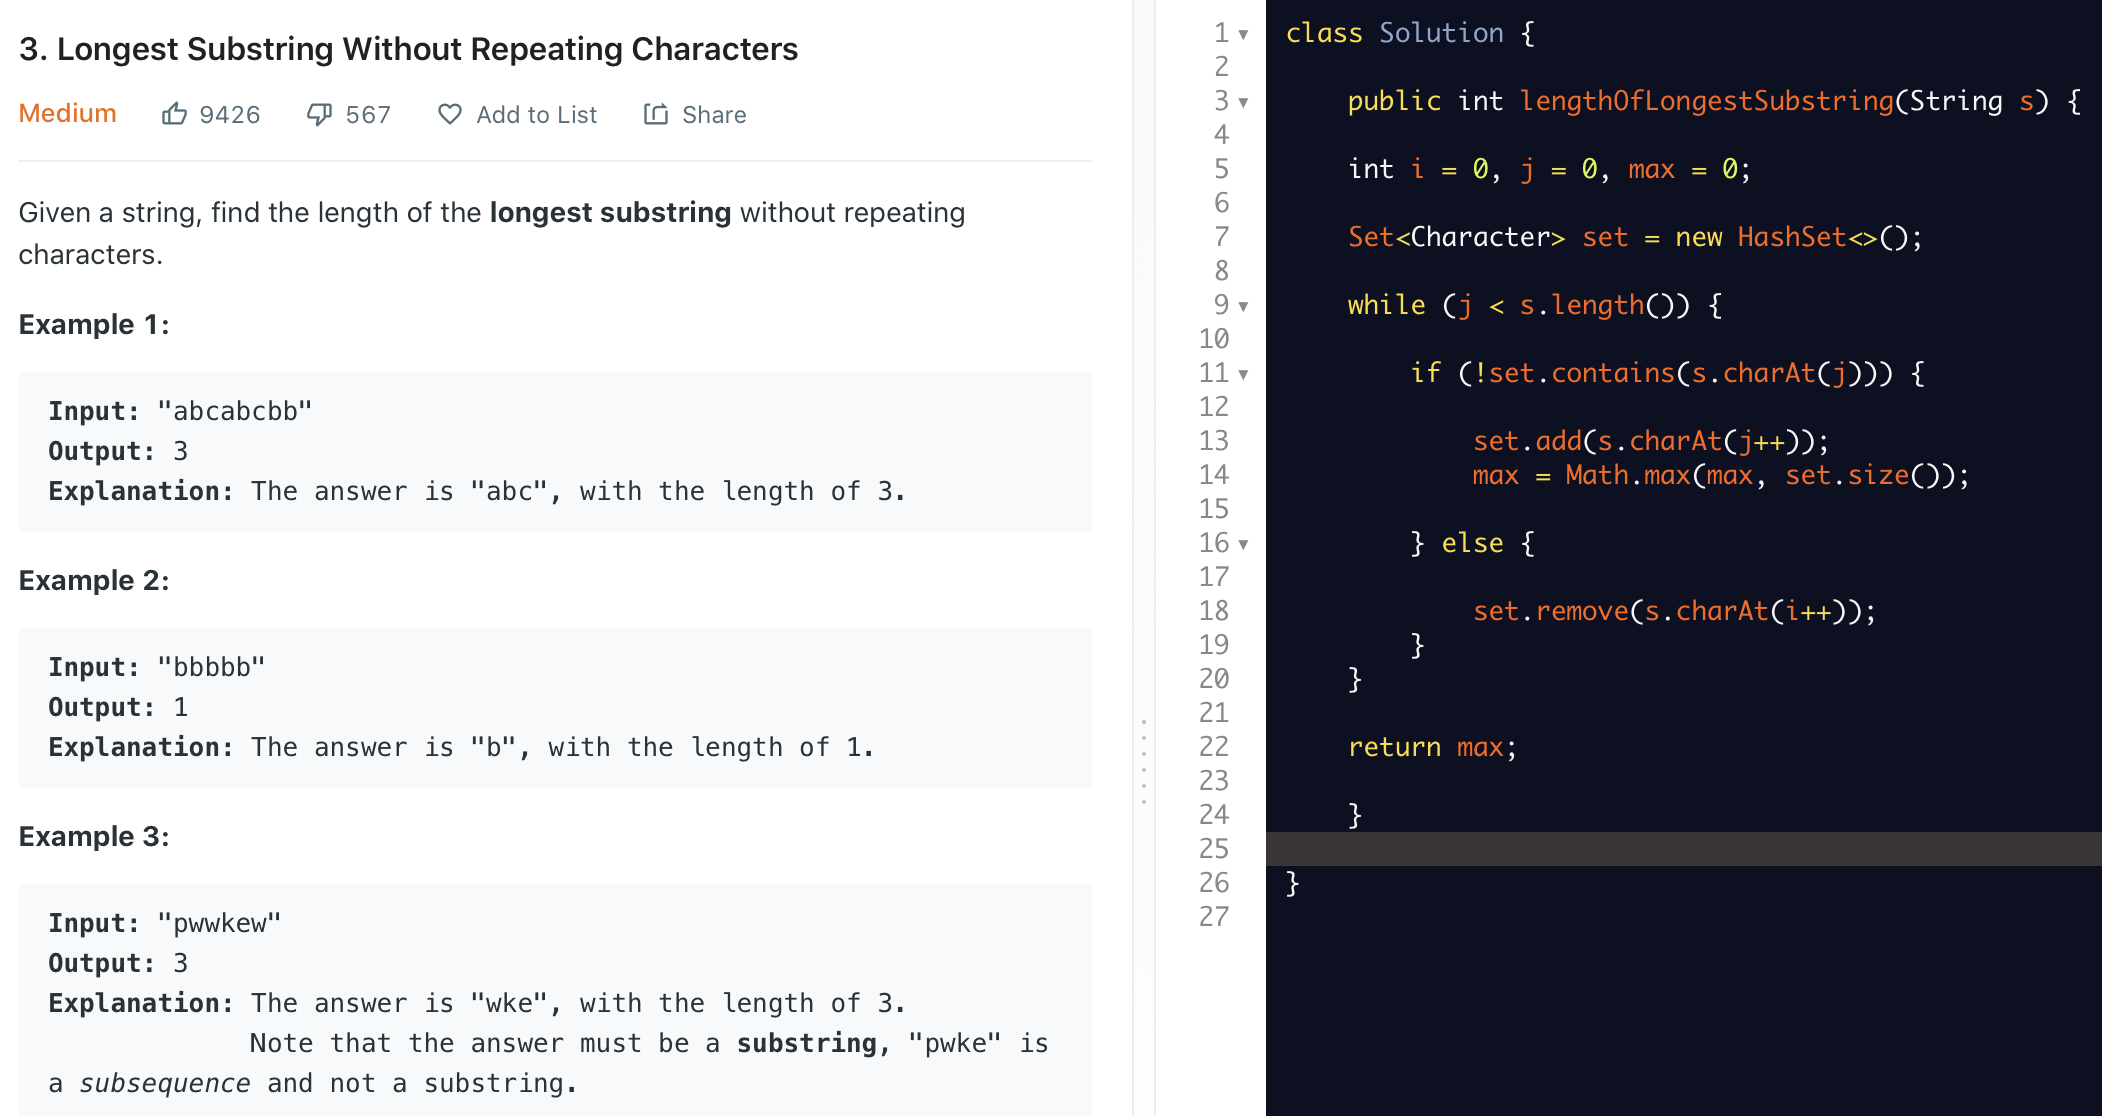 3. Longest Substring Without Repeating Characters
Medium 9426 567 Add to List Share
Given a string, find the length of the longest substring without repeating
characters.
Example 1:
Input: "abcabcbb"
Output: 3
Explanation: The answer is "abc", with the length of 3.
Example 2:
Input: "bbbbb"
Output: 1
Explanation: The answer is "b", with the length of 1.
Example 3:
Input: "pwwkew"
Output: 3
Explanation: The answer is "wke", with the length of 3.
Note that the answer must be a substring, "pwke" is
a subsequence and not a substring.
1 class Solution {
2
3 public int lengthOfLongestSubstring(String s) {
4
5 int i = 0, j = 0, max = 0;
6
7 Set<Character> set = new HashSet<>();
8
9 while (j < s.length()) {
10
11 if (!set.contains(s.charAt(j))) {
12
13 set.add(s.charAt(j++));
14 max = Math.max(max, set.size());
15
16 } else {
17
18 set.remove(s.charAt(i++));
19 }
20 }
21
22 return max;
23
24 }
25
26 }
27